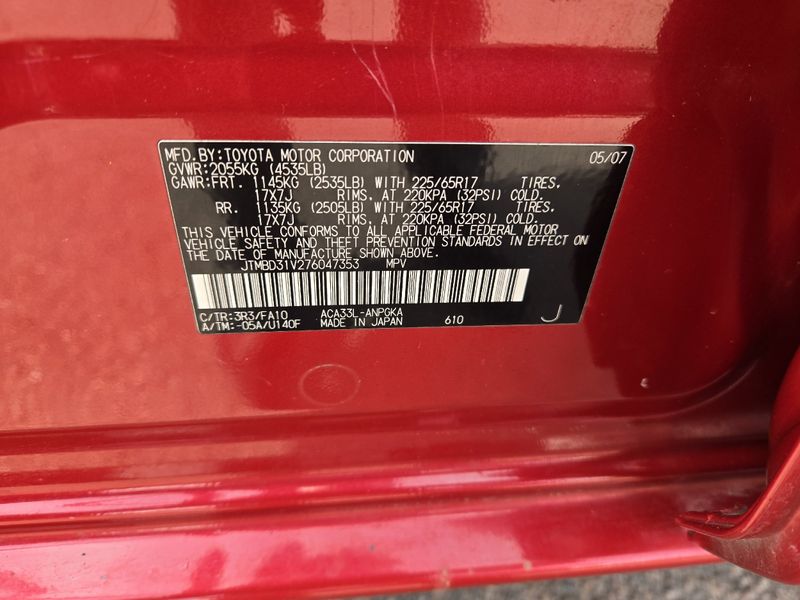 MFD. BY: TOYOTA MOTOR CORPORATION 05/07
GVWR: 2055KG (4535LB)
GAWR: FRT. 1145KG (2535LB) WITH 225/65R17 TIRES.
17X7J RIMS. AT 220KPA (32PSI) COLD.
RR. 1135KG (2505LB) WITH 225/65R17 TIRES.
17X7J RIMS. AT 220KPA (32PSI) COLD.
THIS VEHICLE CONFORMS TO ALL APPLICABLE FEDERAL MOTOR
VEHICLE SAFETY AND THEFT PREVENTION STANDARDS IN EFFECT ON
THE DATE OF MANUFACTURE SHOWN ABOVE.
JTMBD31V276047353 MPV
C/TR: 3R3/FA10 ACA33L-ANPGKA
A/TM: -05A/U140F MADE IN JAPAN 610 J